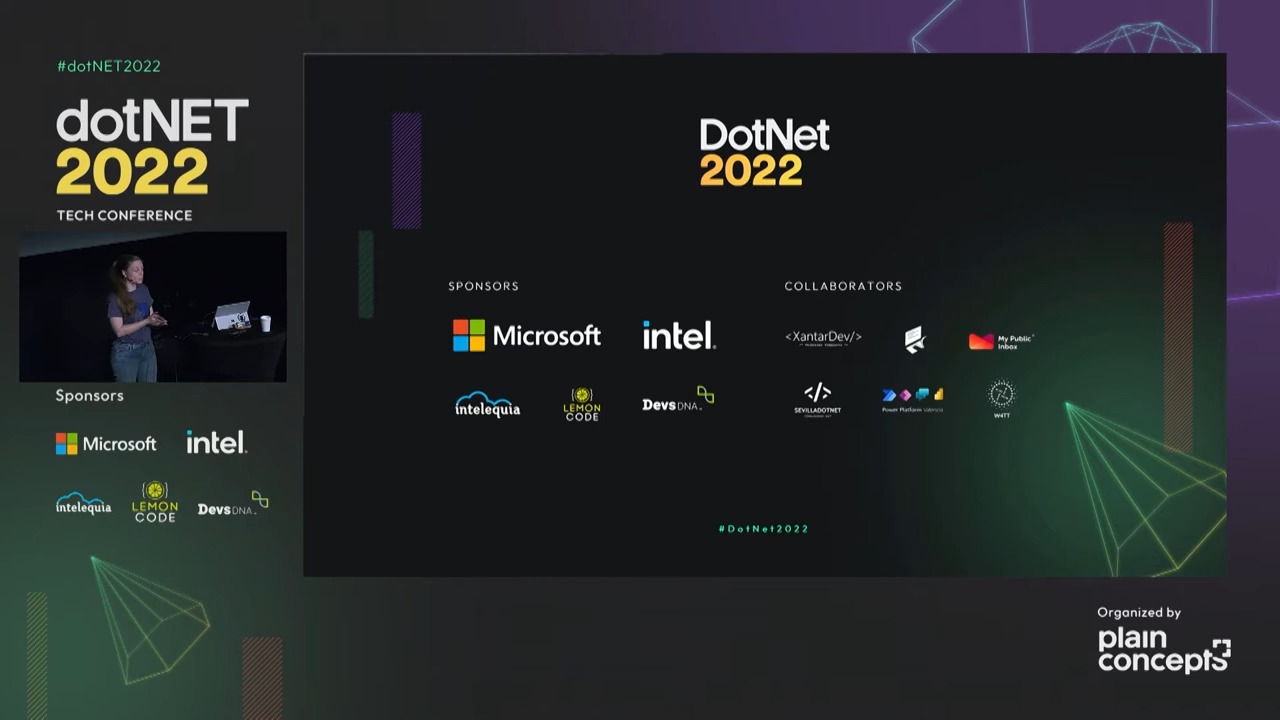 #dotNET2022
dotNET
2022
TECH CONFERENCE
Sponsors
Microsoft
intel.
intelequia
{LEMON
CODE}
DevsDNA
DotNet
2022
SPONSORS
Microsoft
intel.
intelequia
LEMON
CODE
DevsDNA
COLLABORATORS
<XantarDev/>
My Public
Inbox
</>
SEVILLADOTNET
Power Platform Valencia
W4TT
#DotNet2022
Organized by
plain
concepts